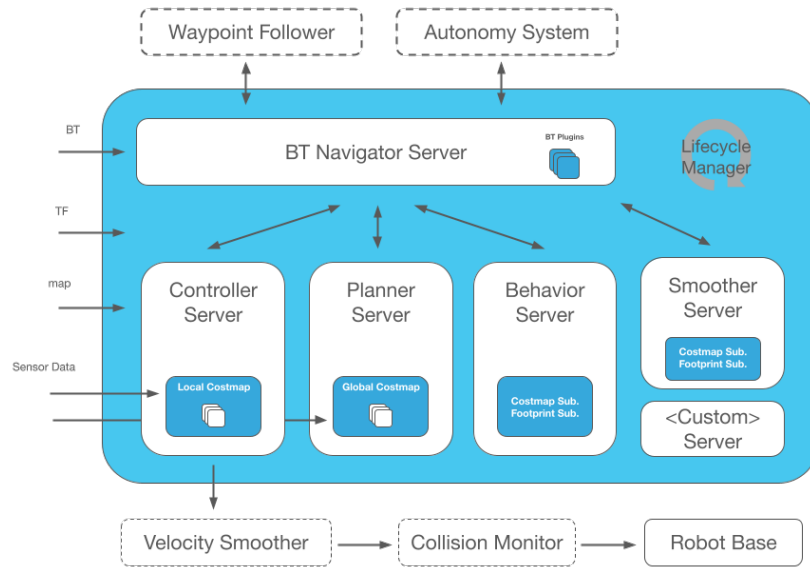 Waypoint Follower
Autonomy System
BT
BT Navigator Server
BT Plugins
Lifecycle
Manager
TF
map
Sensor Data
Controller
Server
Local Costmap
Planner
Server
Global Costmap
Behavior
Server
Costmap Sub.
Footprint Sub.
Smoother
Server
Costmap Sub.
Footprint Sub.
<Custom>
Server
Velocity Smoother
Collision Monitor
Robot Base